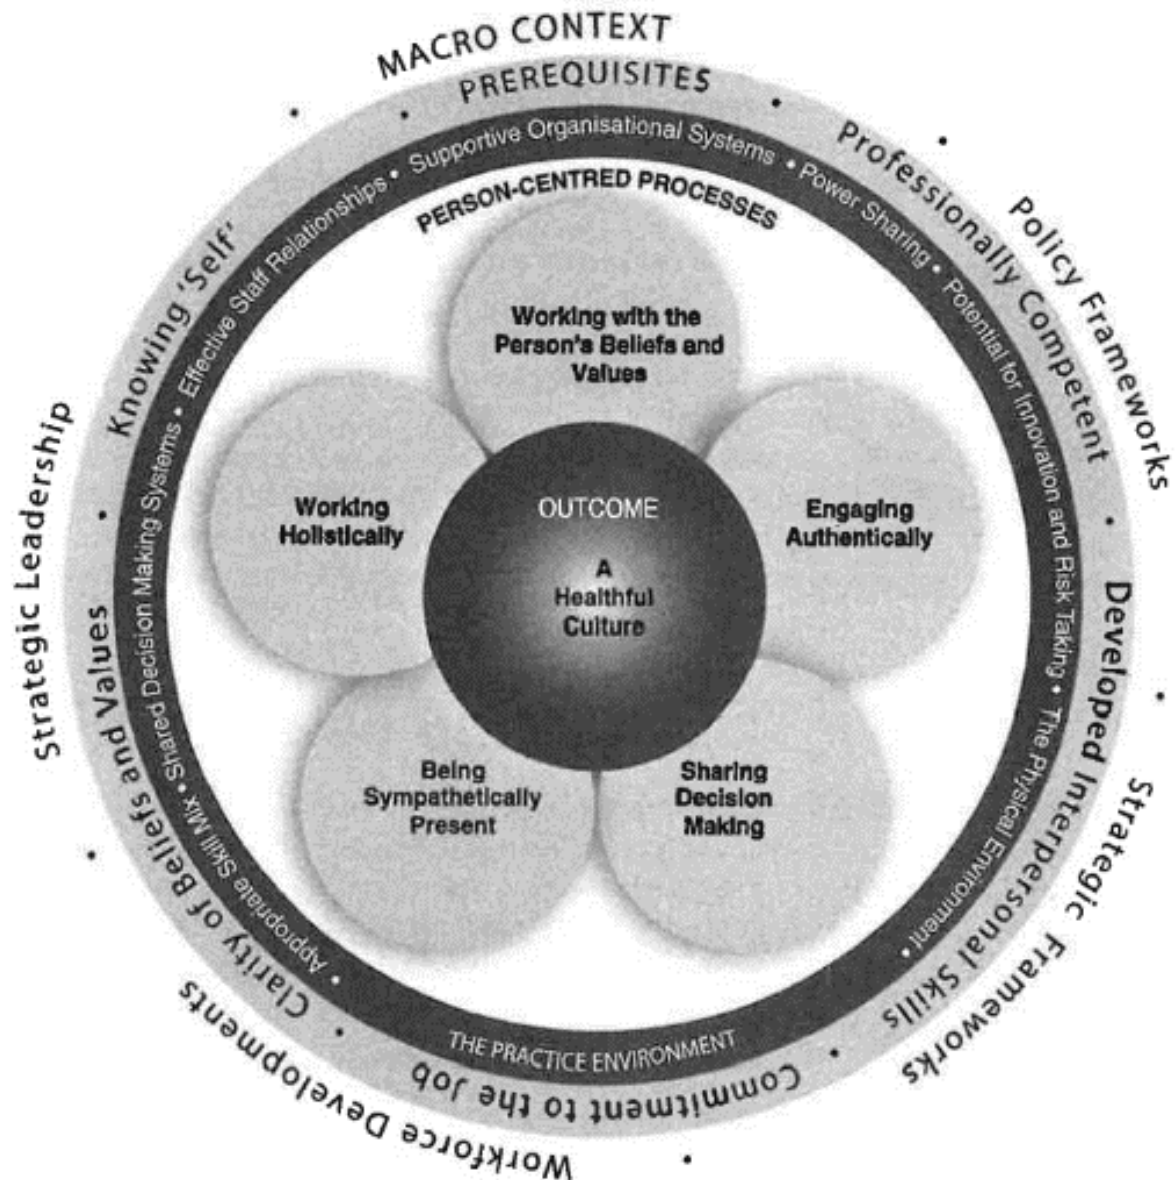 MACRO CONTEXT
Policy Frameworks
Strategic Frameworks
Workforce Developments
Strategic Leadership
PREREQUISITES
Professionally Competent
Developed Interpersonal Skills
Commitment to the Job
Clarity of Beliefs and Values
Knowing 'Self'
• Supportive Organisational Systems • Power Sharing • Potential for Innovation and Risk Taking • The Physical Environment •
THE PRACTICE ENVIRONMENT
• Appropriate Skill Mix • Shared Decision Making Systems • Effective Staff Relationships
PERSON-CENTRED PROCESSES
Working with the
Person's Beliefs and
Values
Engaging
Authentically
Sharing
Decision
Making
Being
Sympathetically
Present
Working
Holistically
OUTCOME
A
Healthful
Culture